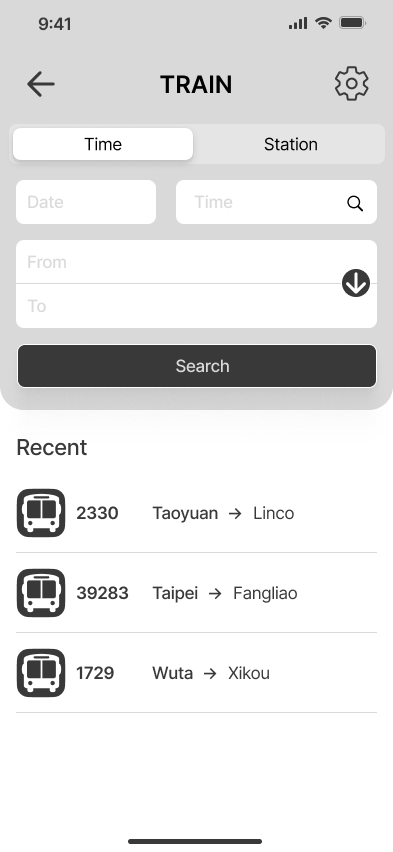 9:41
TRAIN
Time Station
Date Time
From
To
Search
Recent
2330 Taoyuan → Linco
39283 Taipei → Fangliao
1729 Wuta → Xikou